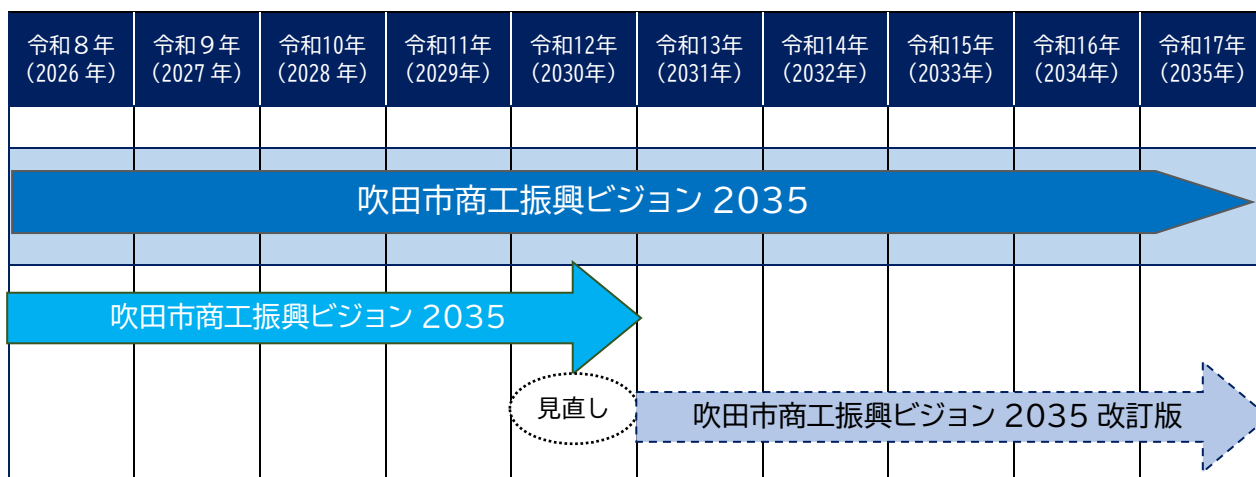 令和８年
（2026 年）
令和９年
（2027 年）
令和10年
（2028 年）
令和11年
（2029年）
令和12年
（2030年）
令和13年
（2031年）
令和14年
（2032年）
令和15年
（2033年）
令和16年
（2034年）
令和17年
（2035年）
吹田市商工振興ビジョン 2035
吹田市商工振興ビジョン 2035
見直し
吹田市商工振興ビジョン 2035 改訂版